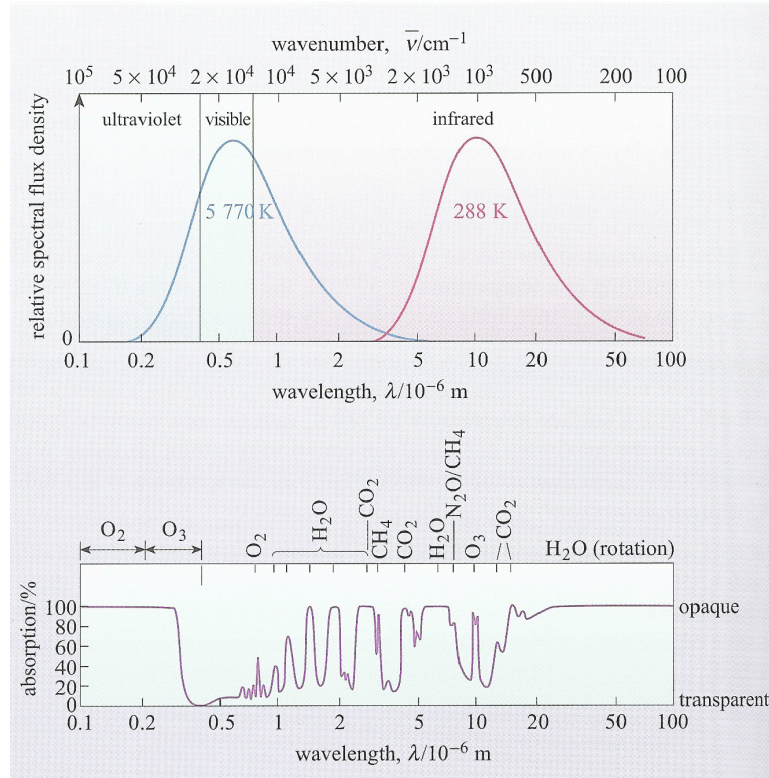 wavenumber, ν̅/cm⁻¹
10⁵ 5 × 10⁴ 2 × 10⁴ 10⁴ 5 × 10³ 2 × 10³ 10³ 500 200 100
ultraviolet visible infrared
relative spectral flux density
5 770 K 288 K
0
0.1 0.2 0.5 1 2 5 10 20 50 100
wavelength, λ/10⁻⁶ m
O₂ O₃ O₂ H₂O CO₂ CH₄ CO₂ H₂O N₂O/CH₄ O₃ CO₂ H₂O (rotation)
absorption/%
100 opaque
80
60
40
20
0 transparent
0.1 0.2 0.5 1 2 5 10 20 50 100
wavelength, λ/10⁻⁶ m